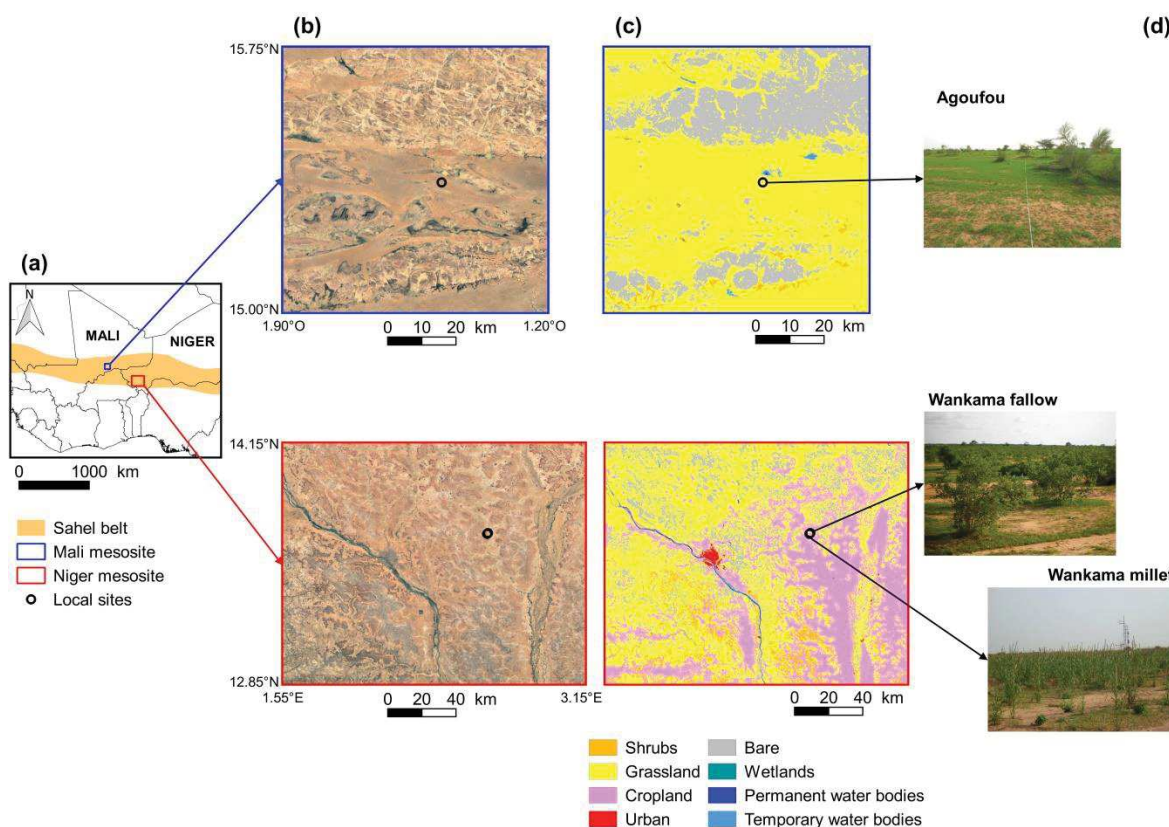 (b)
(c)
(d)
15.75°N
Agoufou
(a)
N
MALI
NIGER
15.00°N
1.90°O
1.20°O
0 10 20 km
0 10 20 km
0 1000 km
Sahel belt
Mali mesosite
Niger mesosite
Local sites
14.15°N
Wankama fallow
Wankama millet
12.85°N
1.55°E
3.15°E
0 20 40 km
0 20 40 km
Shrubs
Grassland
Cropland
Urban
Bare
Wetlands
Permanent water bodies
Temporary water bodies